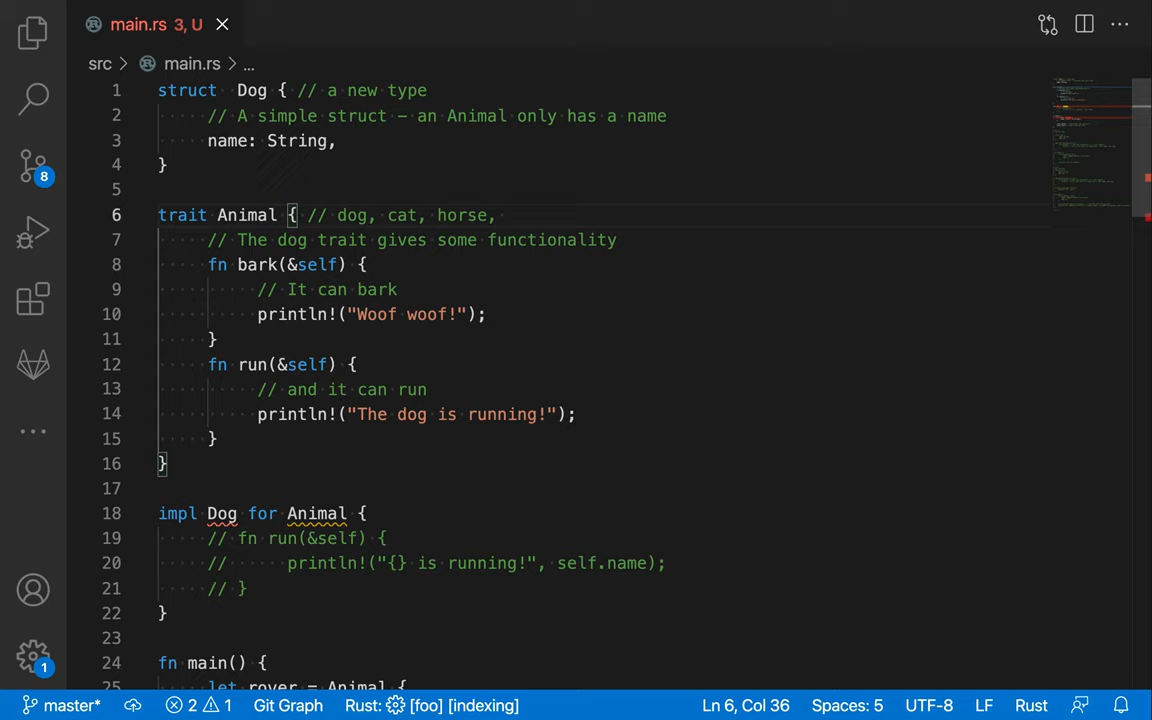 main.rs 3, U
src > main.rs > ...
1 struct Dog { // a new type
2 // A simple struct – an Animal only has a name
3 name: String,
4 }
5
6 trait Animal { // dog, cat, horse,
7 // The dog trait gives some functionality
8 fn bark(&self) {
9 // It can bark
10 println!("Woof woof!");
11 }
12 fn run(&self) {
13 // and it can run
14 println!("The dog is running!");
15 }
16 }
17
18 impl Dog for Animal {
19 // fn run(&self) {
20 // println!("{} is running!", self.name);
21 // }
22 }
23
24 fn main() {
25 let rover = Animal {
8
1
master* 2 1 Git Graph Rust: [foo] [indexing] Ln 6, Col 36 Spaces: 5 UTF-8 LF Rust